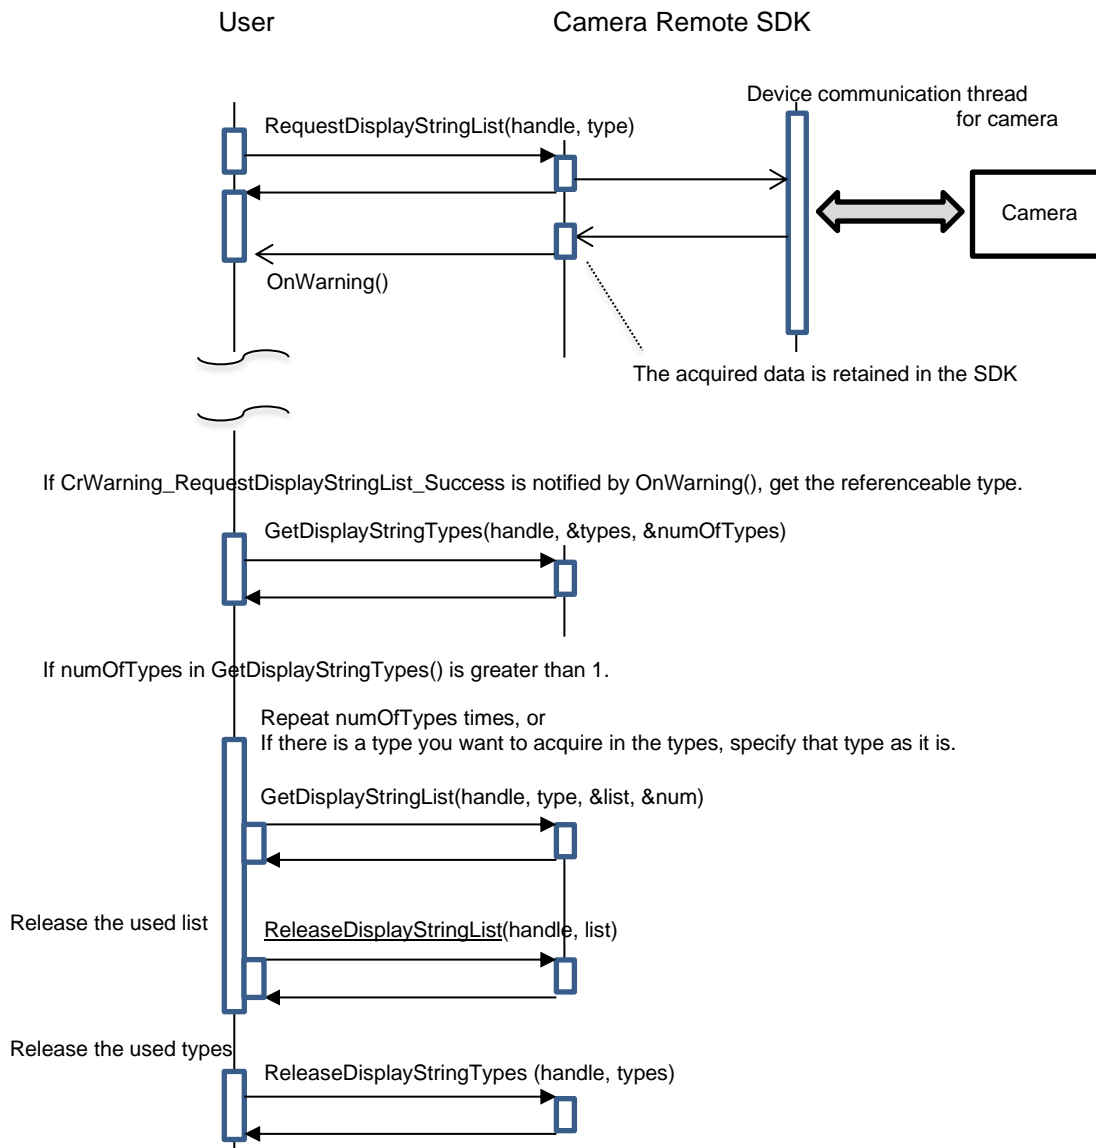 User
Camera Remote SDK
Device communication thread
for camera
RequestDisplayStringList(handle, type)
Camera
OnWarning()
The acquired data is retained in the SDK
If CrWarning_RequestDisplayStringList_Success is notified by OnWarning(), get the referenceable type.
GetDisplayStringTypes(handle, &types, &numOfTypes)
If numOfTypes in GetDisplayStringTypes() is greater than 1.
Repeat numOfTypes times, or
If there is a type you want to acquire in the types, specify that type as it is.
GetDisplayStringList(handle, type, &list, &num)
Release the used list
ReleaseDisplayStringList(handle, list)
Release the used types
ReleaseDisplayStringTypes (handle, types)